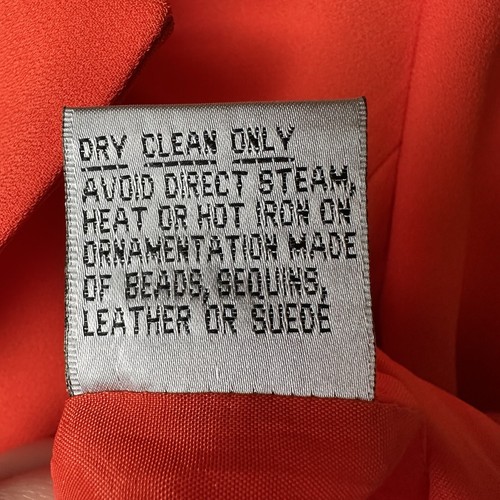 DRY CLEAN ONLY
AVOID DIRECT STEAM,
HEAT OR HOT IRON ON
ORNAMENTATION MADE
OF BEADS, SEQUINS,
LEATHER OR SUEDE